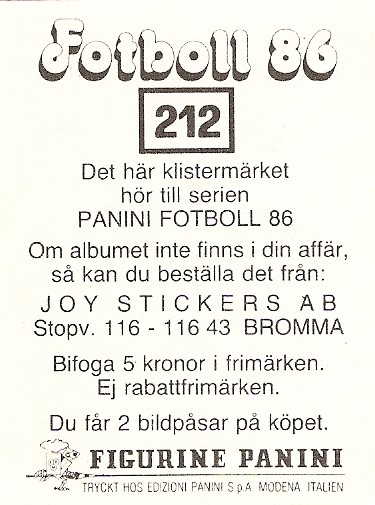 Fotboll 86
212
Det här klistermärket
hör till serien
PANINI FOTBOLL 86
Om albumet inte finns i din affär,
så kan du beställa det från:
JOY STICKERS AB
Stopv. 116 - 116 43 BROMMA
Bifoga 5 kronor i frimärken.
Ej rabattfrimärken.
Du får 2 bildpåsar på köpet.
FIGURINE PANINI
TRYCKT HOS EDIZIONI PANINI S.p.A. MODENA. ITALIEN